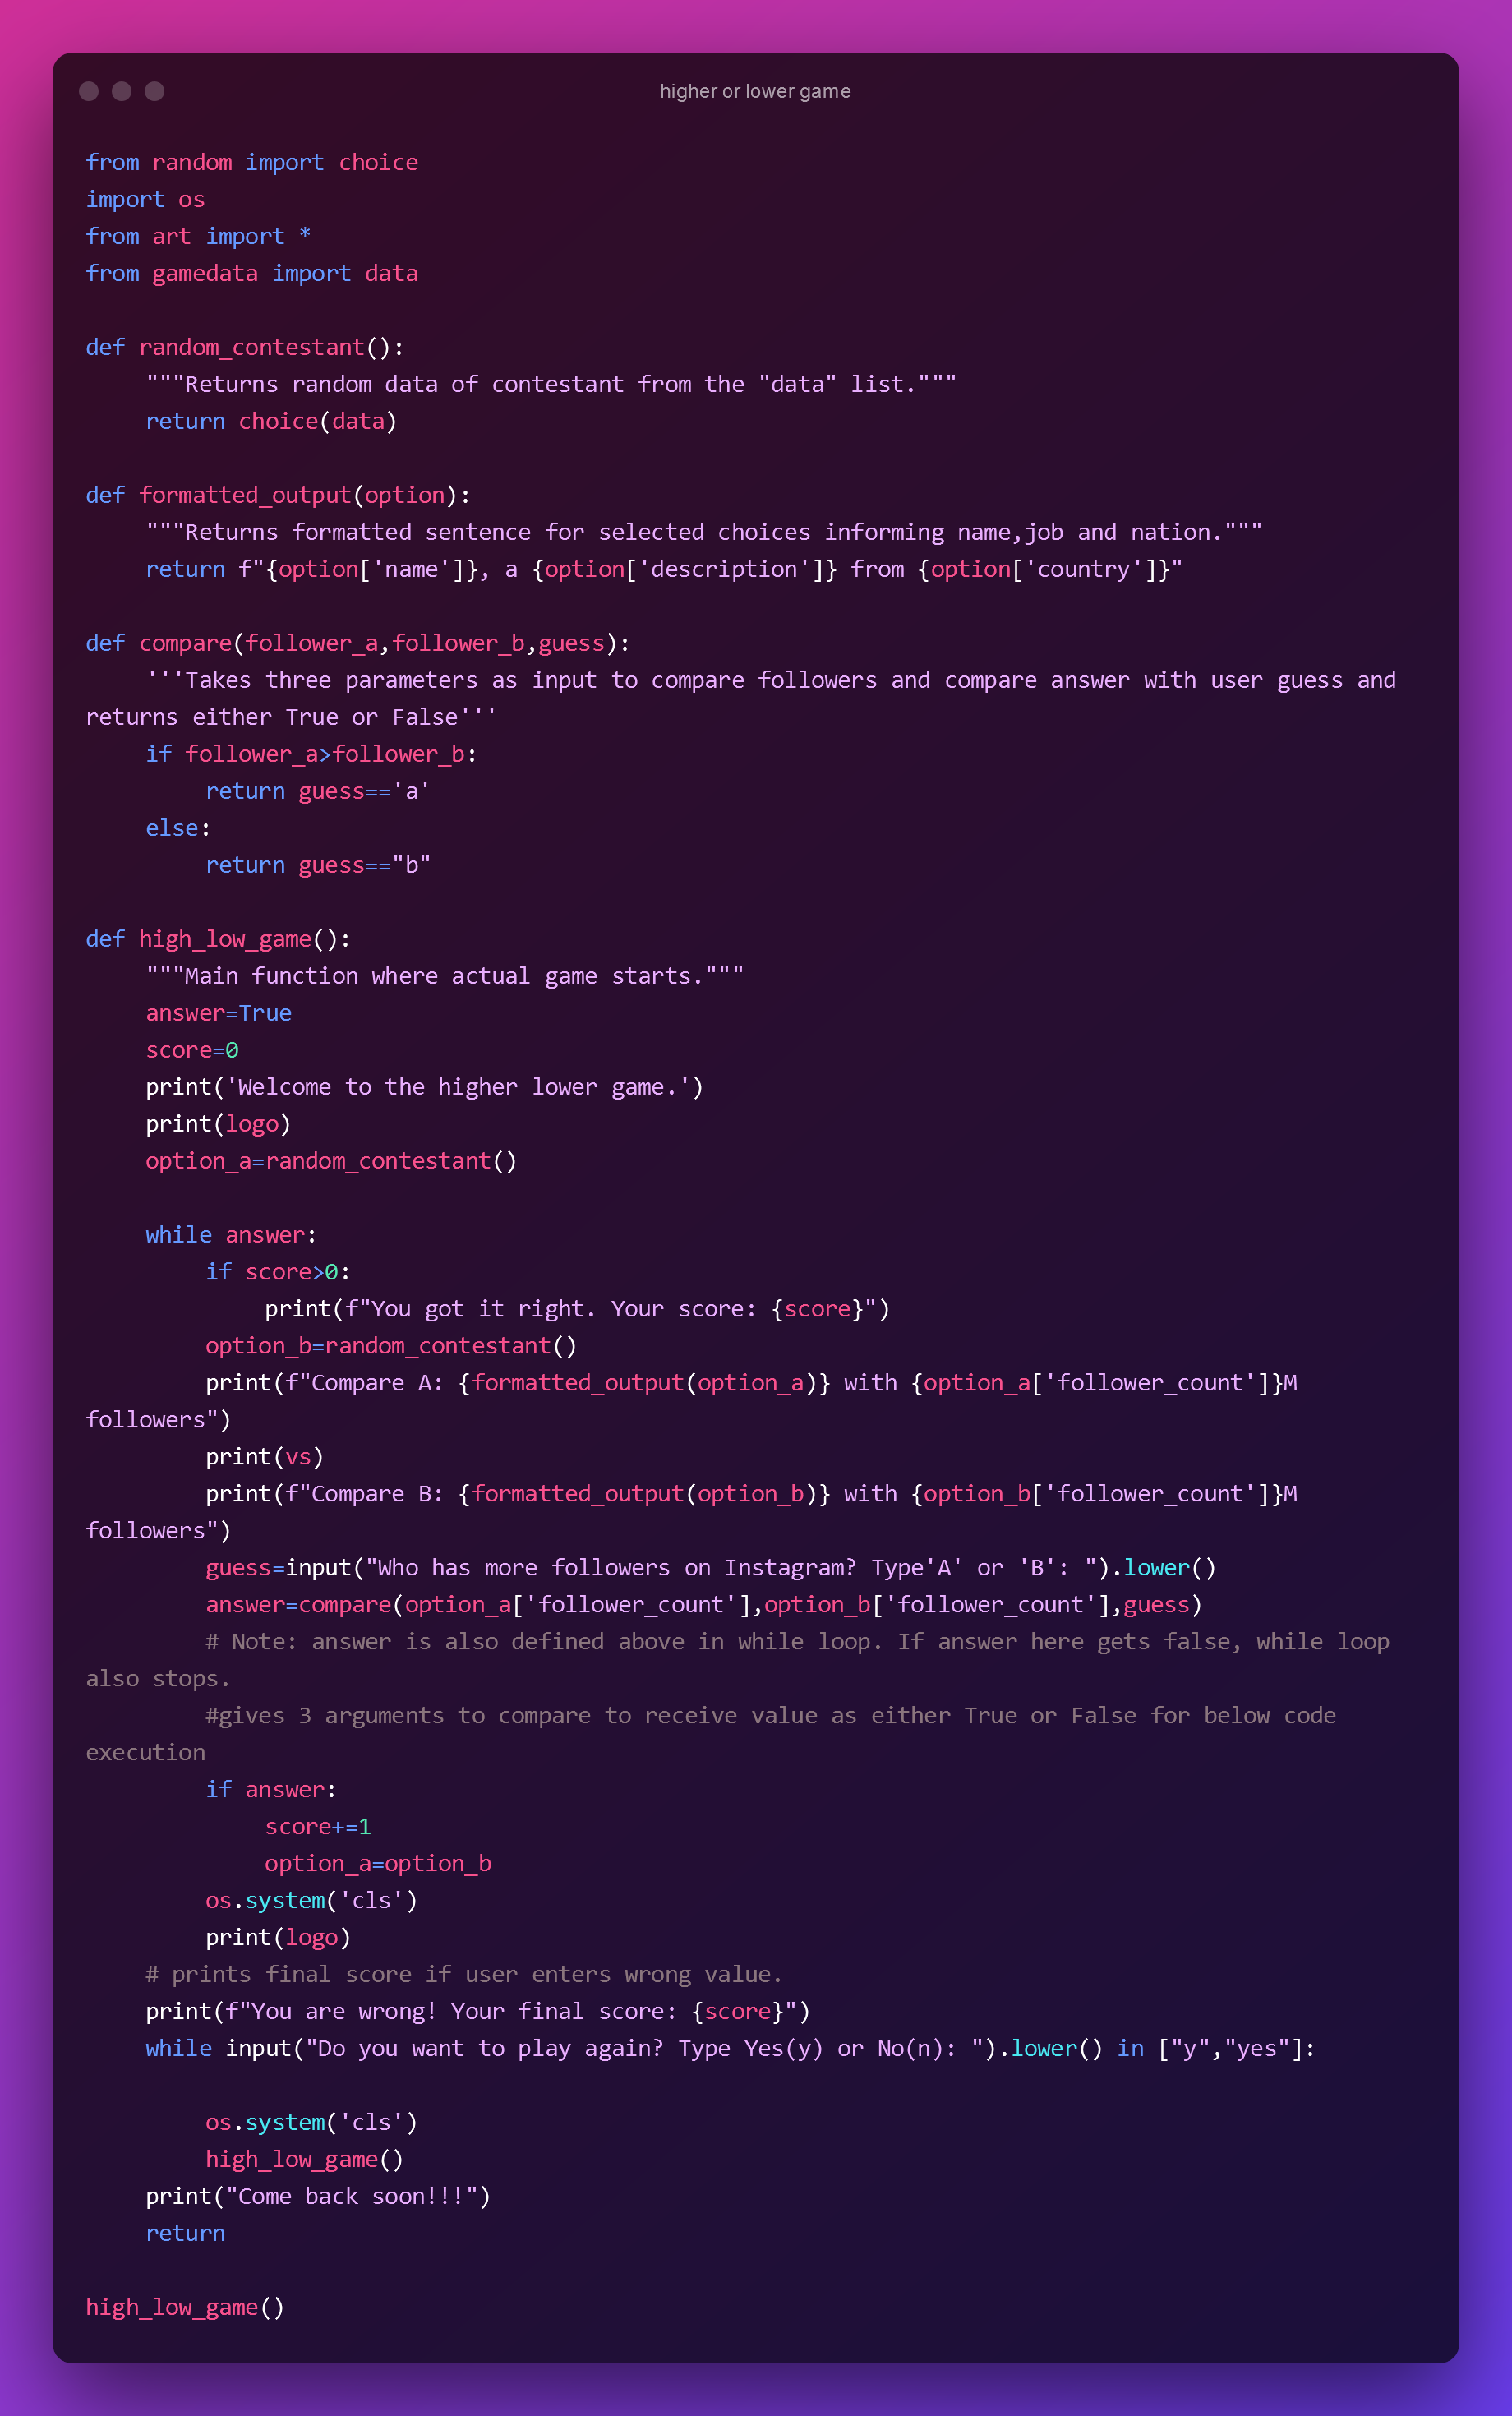 higher or lower game
from random import choice
import os
from art import *
from gamedata import data
def random_contestant():
"""Returns random data of contestant from the "data" list."""
return choice(data)
def formatted_output(option):
"""Returns formatted sentence for selected choices informing name,job and nation."""
return f"{option['name']}, a {option['description']} from {option['country']}"
def compare(follower_a,follower_b,guess):
'''Takes three parameters as input to compare followers and compare answer with user guess and
returns either True or False'''
if follower_a>follower_b:
return guess=='a'
else:
return guess=="b"
def high_low_game():
"""Main function where actual game starts."""
answer=True
score=0
print('Welcome to the higher lower game.')
print(logo)
option_a=random_contestant()
while answer:
if score>0:
print(f"You got it right. Your score: {score}")
option_b=random_contestant()
print(f"Compare A: {formatted_output(option_a)} with {option_a['follower_count']}M
followers")
print(vs)
print(f"Compare B: {formatted_output(option_b)} with {option_b['follower_count']}M
followers")
guess=input("Who has more followers on Instagram? Type'A' or 'B': ").lower()
answer=compare(option_a['follower_count'],option_b['follower_count'],guess)
# Note: answer is also defined above in while loop. If answer here gets false, while loop
also stops.
#gives 3 arguments to compare to receive value as either True or False for below code
execution
if answer:
score+=1
option_a=option_b
os.system('cls')
print(logo)
# prints final score if user enters wrong value.
print(f"You are wrong! Your final score: {score}")
while input("Do you want to play again? Type Yes(y) or No(n): ").lower() in ["y","yes"]:
os.system('cls')
high_low_game()
print("Come back soon!!!")
return
high_low_game()